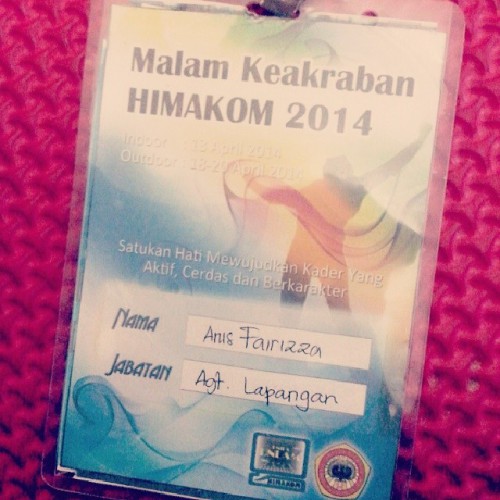 Malam Keakraban
HIMAKOM 2014
Indoor : 13 April 2014
Outdoor : 18-20 April 2014
Satukan Hati Mewujudkan Kader Yang
Aktif, Cerdas dan Berkarakter
Nama
Anis Fairizza
Jabatan
Agt. Lapangan